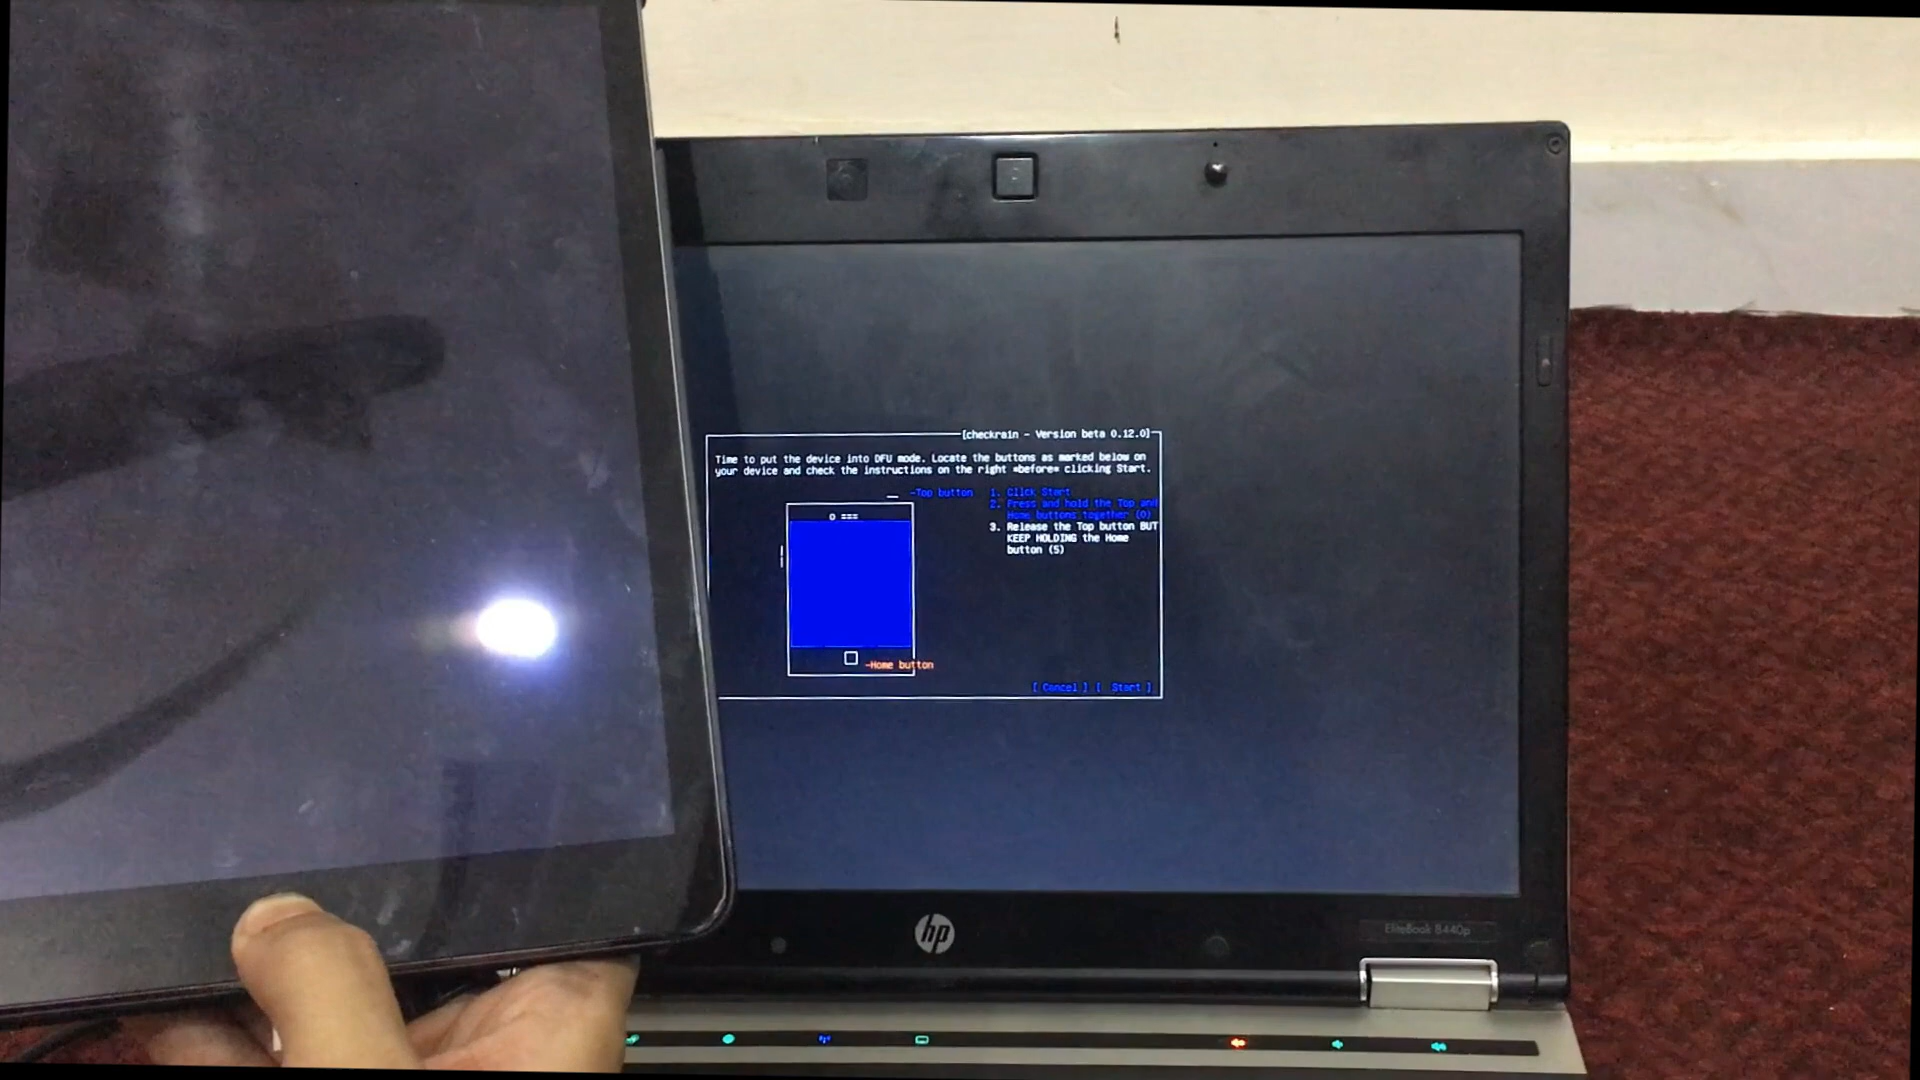 [checkrain - Version beta 0.12.0]
Time to put the device into DFU mode. Locate the buttons as marked below on
your device and check the instructions on the right *before* clicking Start.
-Top button
1. Click Start
2. Press and hold the Top and
Home buttons together (0)
3. Release the Top button BUT
KEEP HOLDING the Home
button (5)
-Home button
[ Cancel ] [ Start ]
hp
EliteBook 8440p